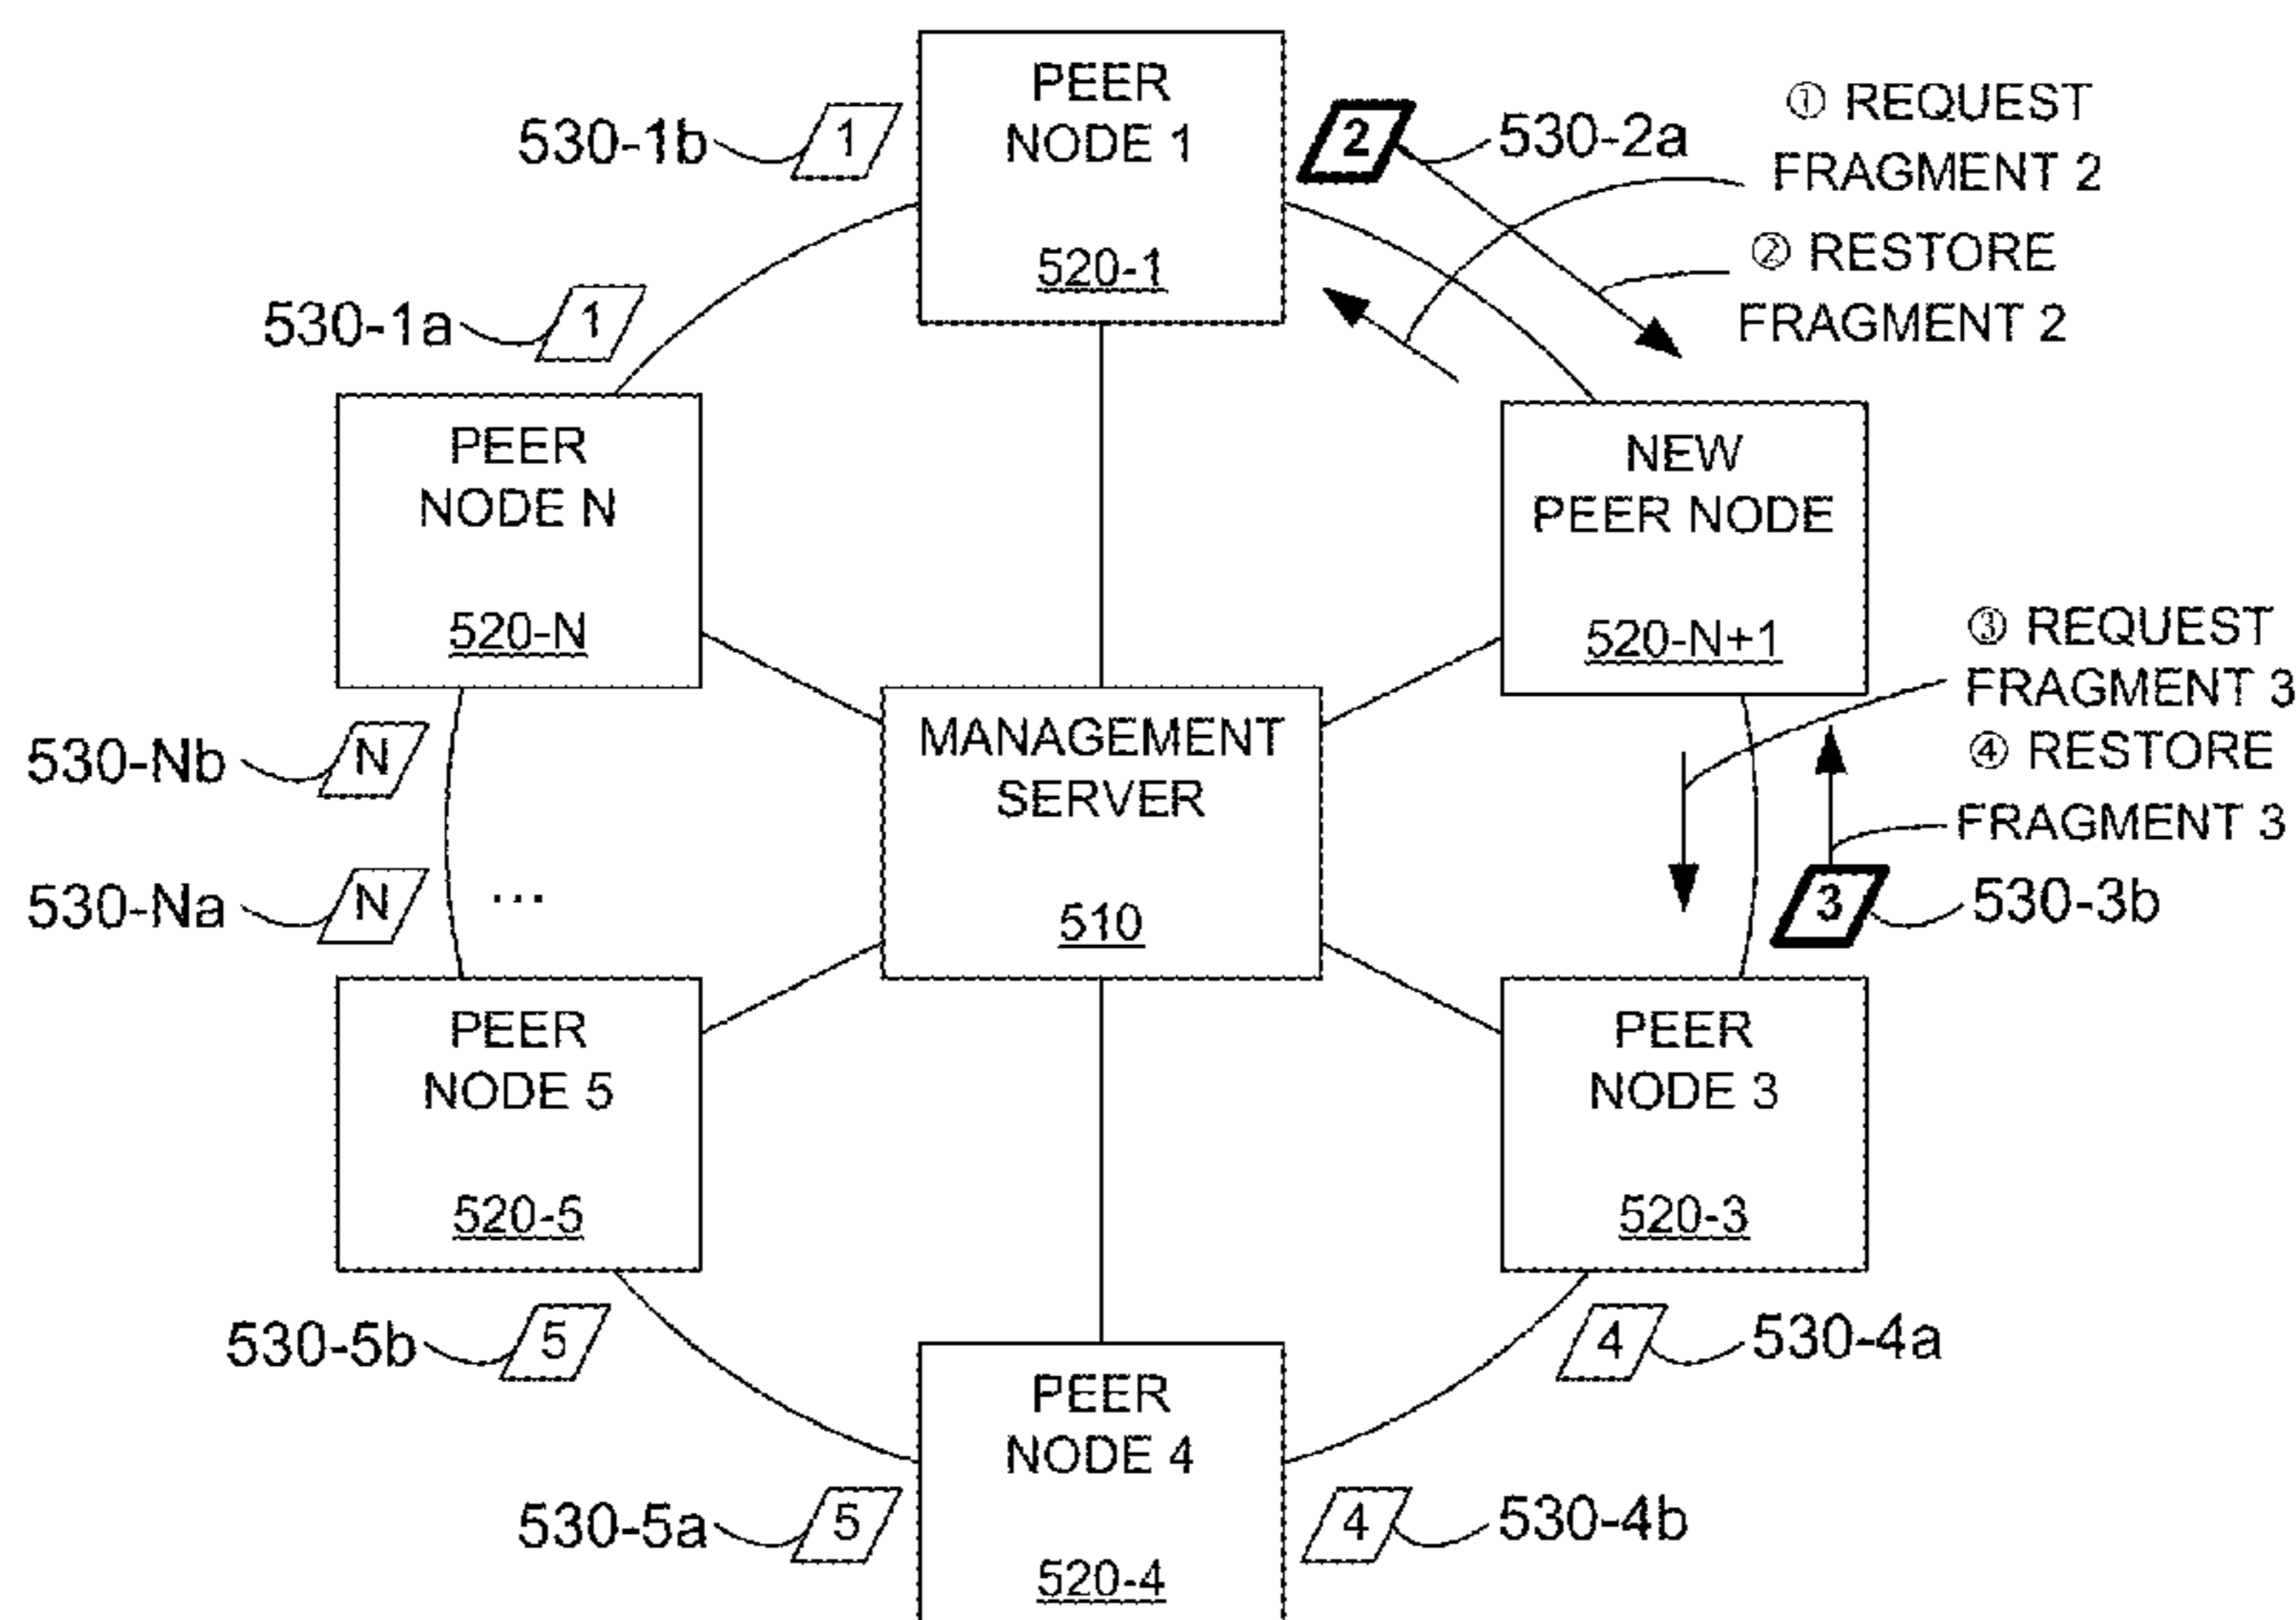 PEER
NODE 1
520-1
530-1b
1
2
530-2a
① REQUEST
FRAGMENT 2
② RESTORE
FRAGMENT 2
530-1a
1
PEER
NODE N
520-N
NEW
PEER NODE
520-N+1
③ REQUEST
FRAGMENT 3
④ RESTORE
FRAGMENT 3
530-Nb
N
MANAGEMENT
SERVER
510
530-Na
N
...
3
530-3b
PEER
NODE 5
520-5
PEER
NODE 3
520-3
530-5b
5
4
530-4a
PEER
NODE 4
520-4
530-5a
5
4
530-4b